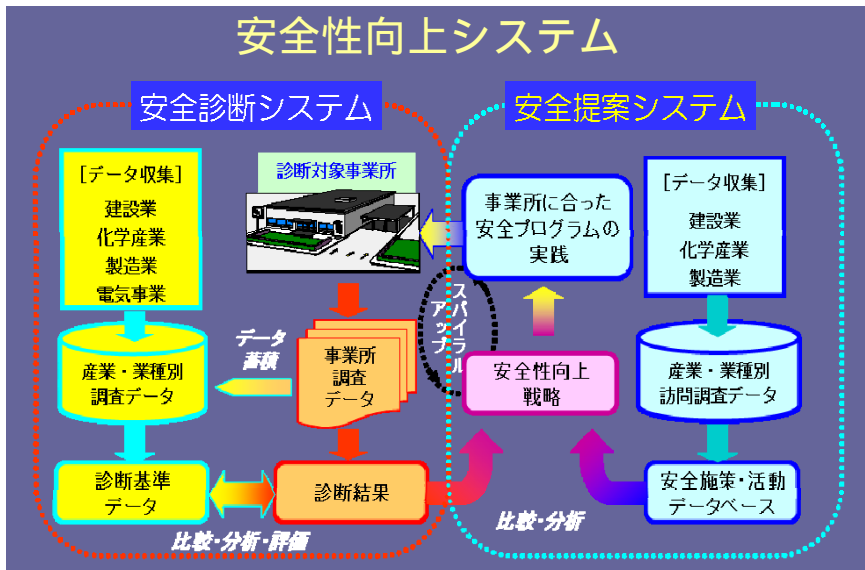 安全性向上システム
安全診断システム
[データ収集]
建設業
化学産業
製造業
電気事業
産業・業種別
調査データ
診断基準
データ
診断対象事業所
データ
蓄積
事業所
調査
データ
診断結果
比較・分析・評価
スパイラル
アップ
安全提案システム
事業所に合った
安全プログラムの
実践
安全性向上
戦略
[データ収集]
建設業
化学産業
製造業
産業・業種別
訪問調査データ
安全施策・活動
データベース
比較・分析